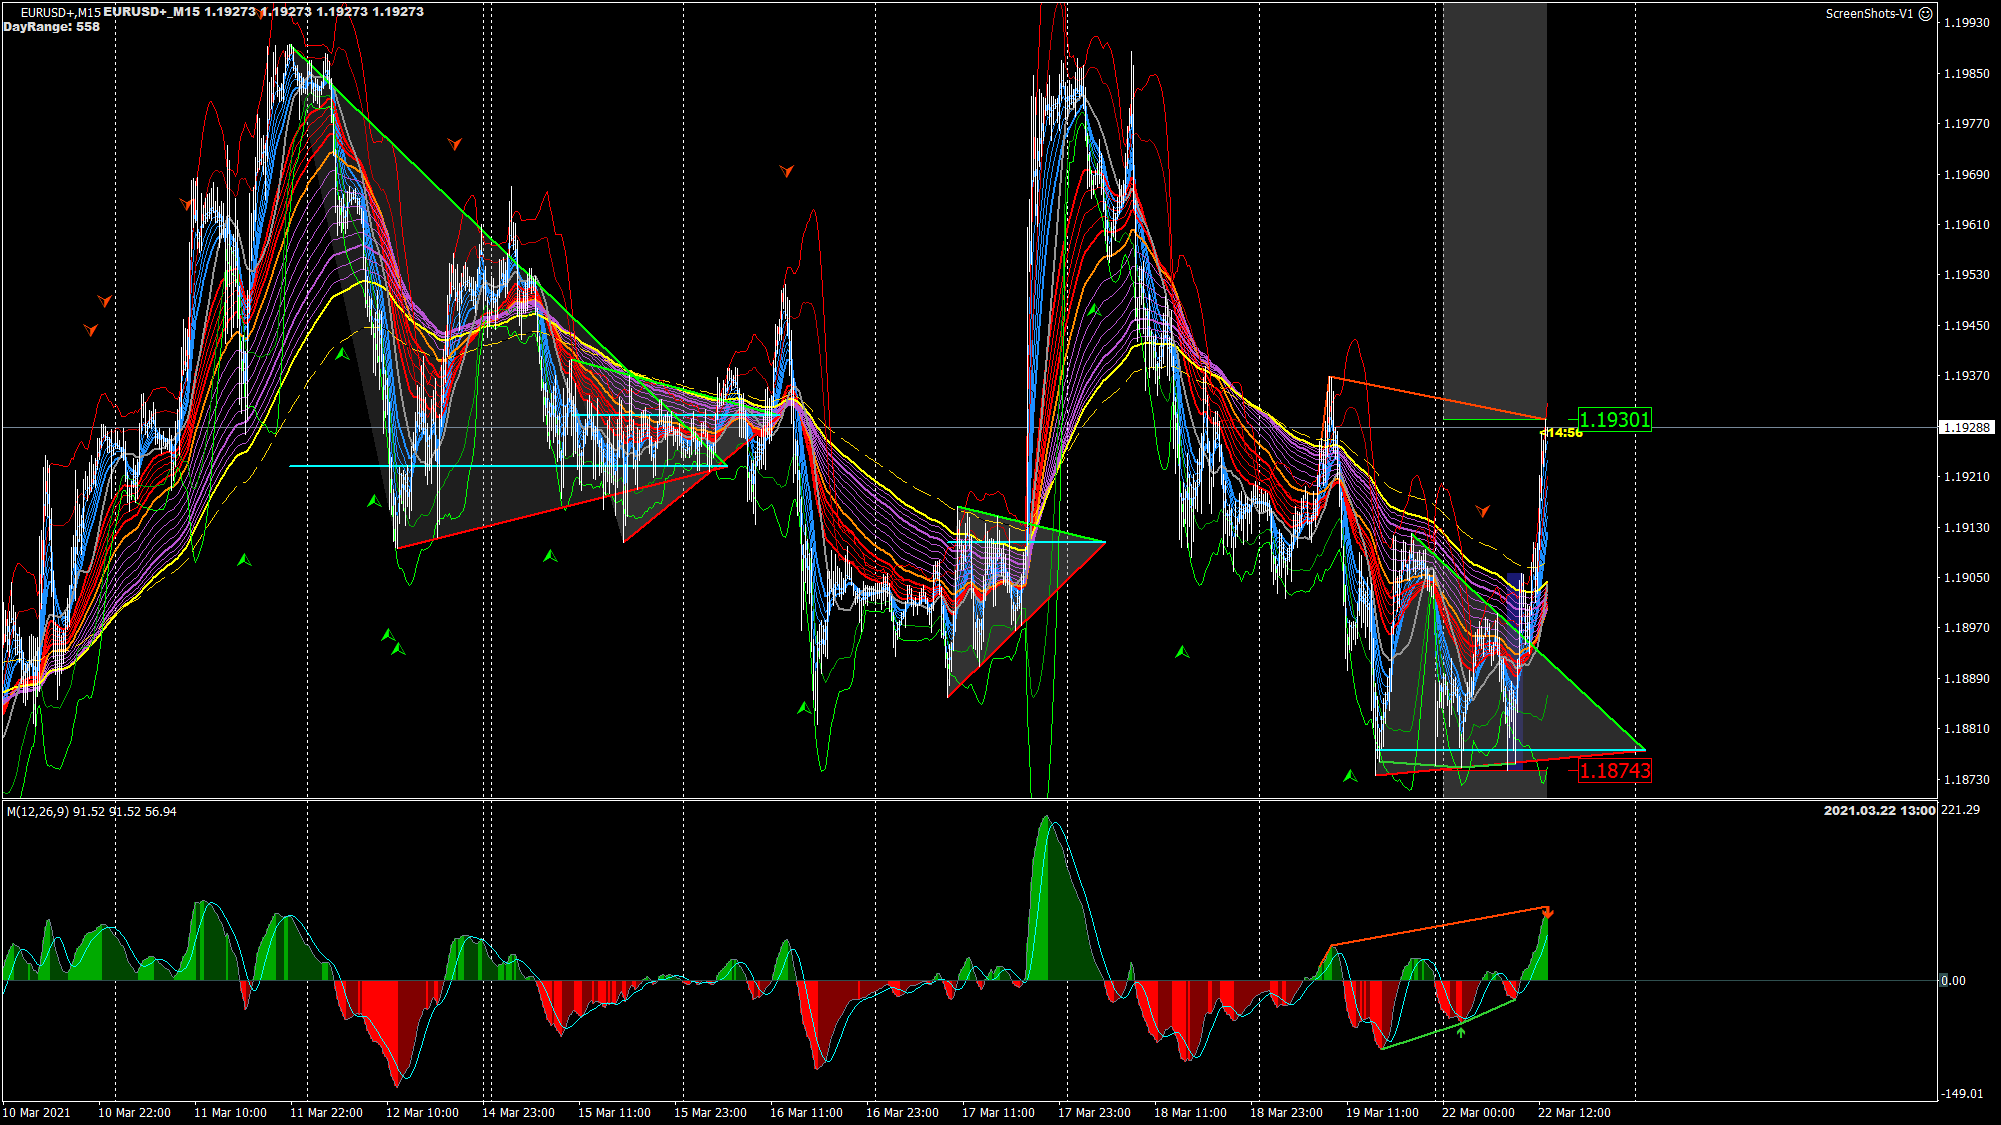 EURUSD+,M15 EURUSD+_M15 1.19273 1.19273 1.19273 1.19273
DayRange: 558
ScreenShots-V1 ☺
1.19930
1.19850
1.19770
1.19690
1.19610
1.19530
1.19450
1.19370
1.19301
1.19288
<14:56
1.19210
1.19130
1.19050
1.18970
1.18890
1.18810
1.18743
1.18730
M(12,26,9) 91.52 91.52 56.94
2021.03.22 13:00
221.29
0.00
-149.01
10 Mar 2021
10 Mar 22:00
11 Mar 10:00
11 Mar 22:00
12 Mar 10:00
14 Mar 23:00
15 Mar 11:00
15 Mar 23:00
16 Mar 11:00
16 Mar 23:00
17 Mar 11:00
17 Mar 23:00
18 Mar 11:00
18 Mar 23:00
19 Mar 11:00
22 Mar 00:00
22 Mar 12:00